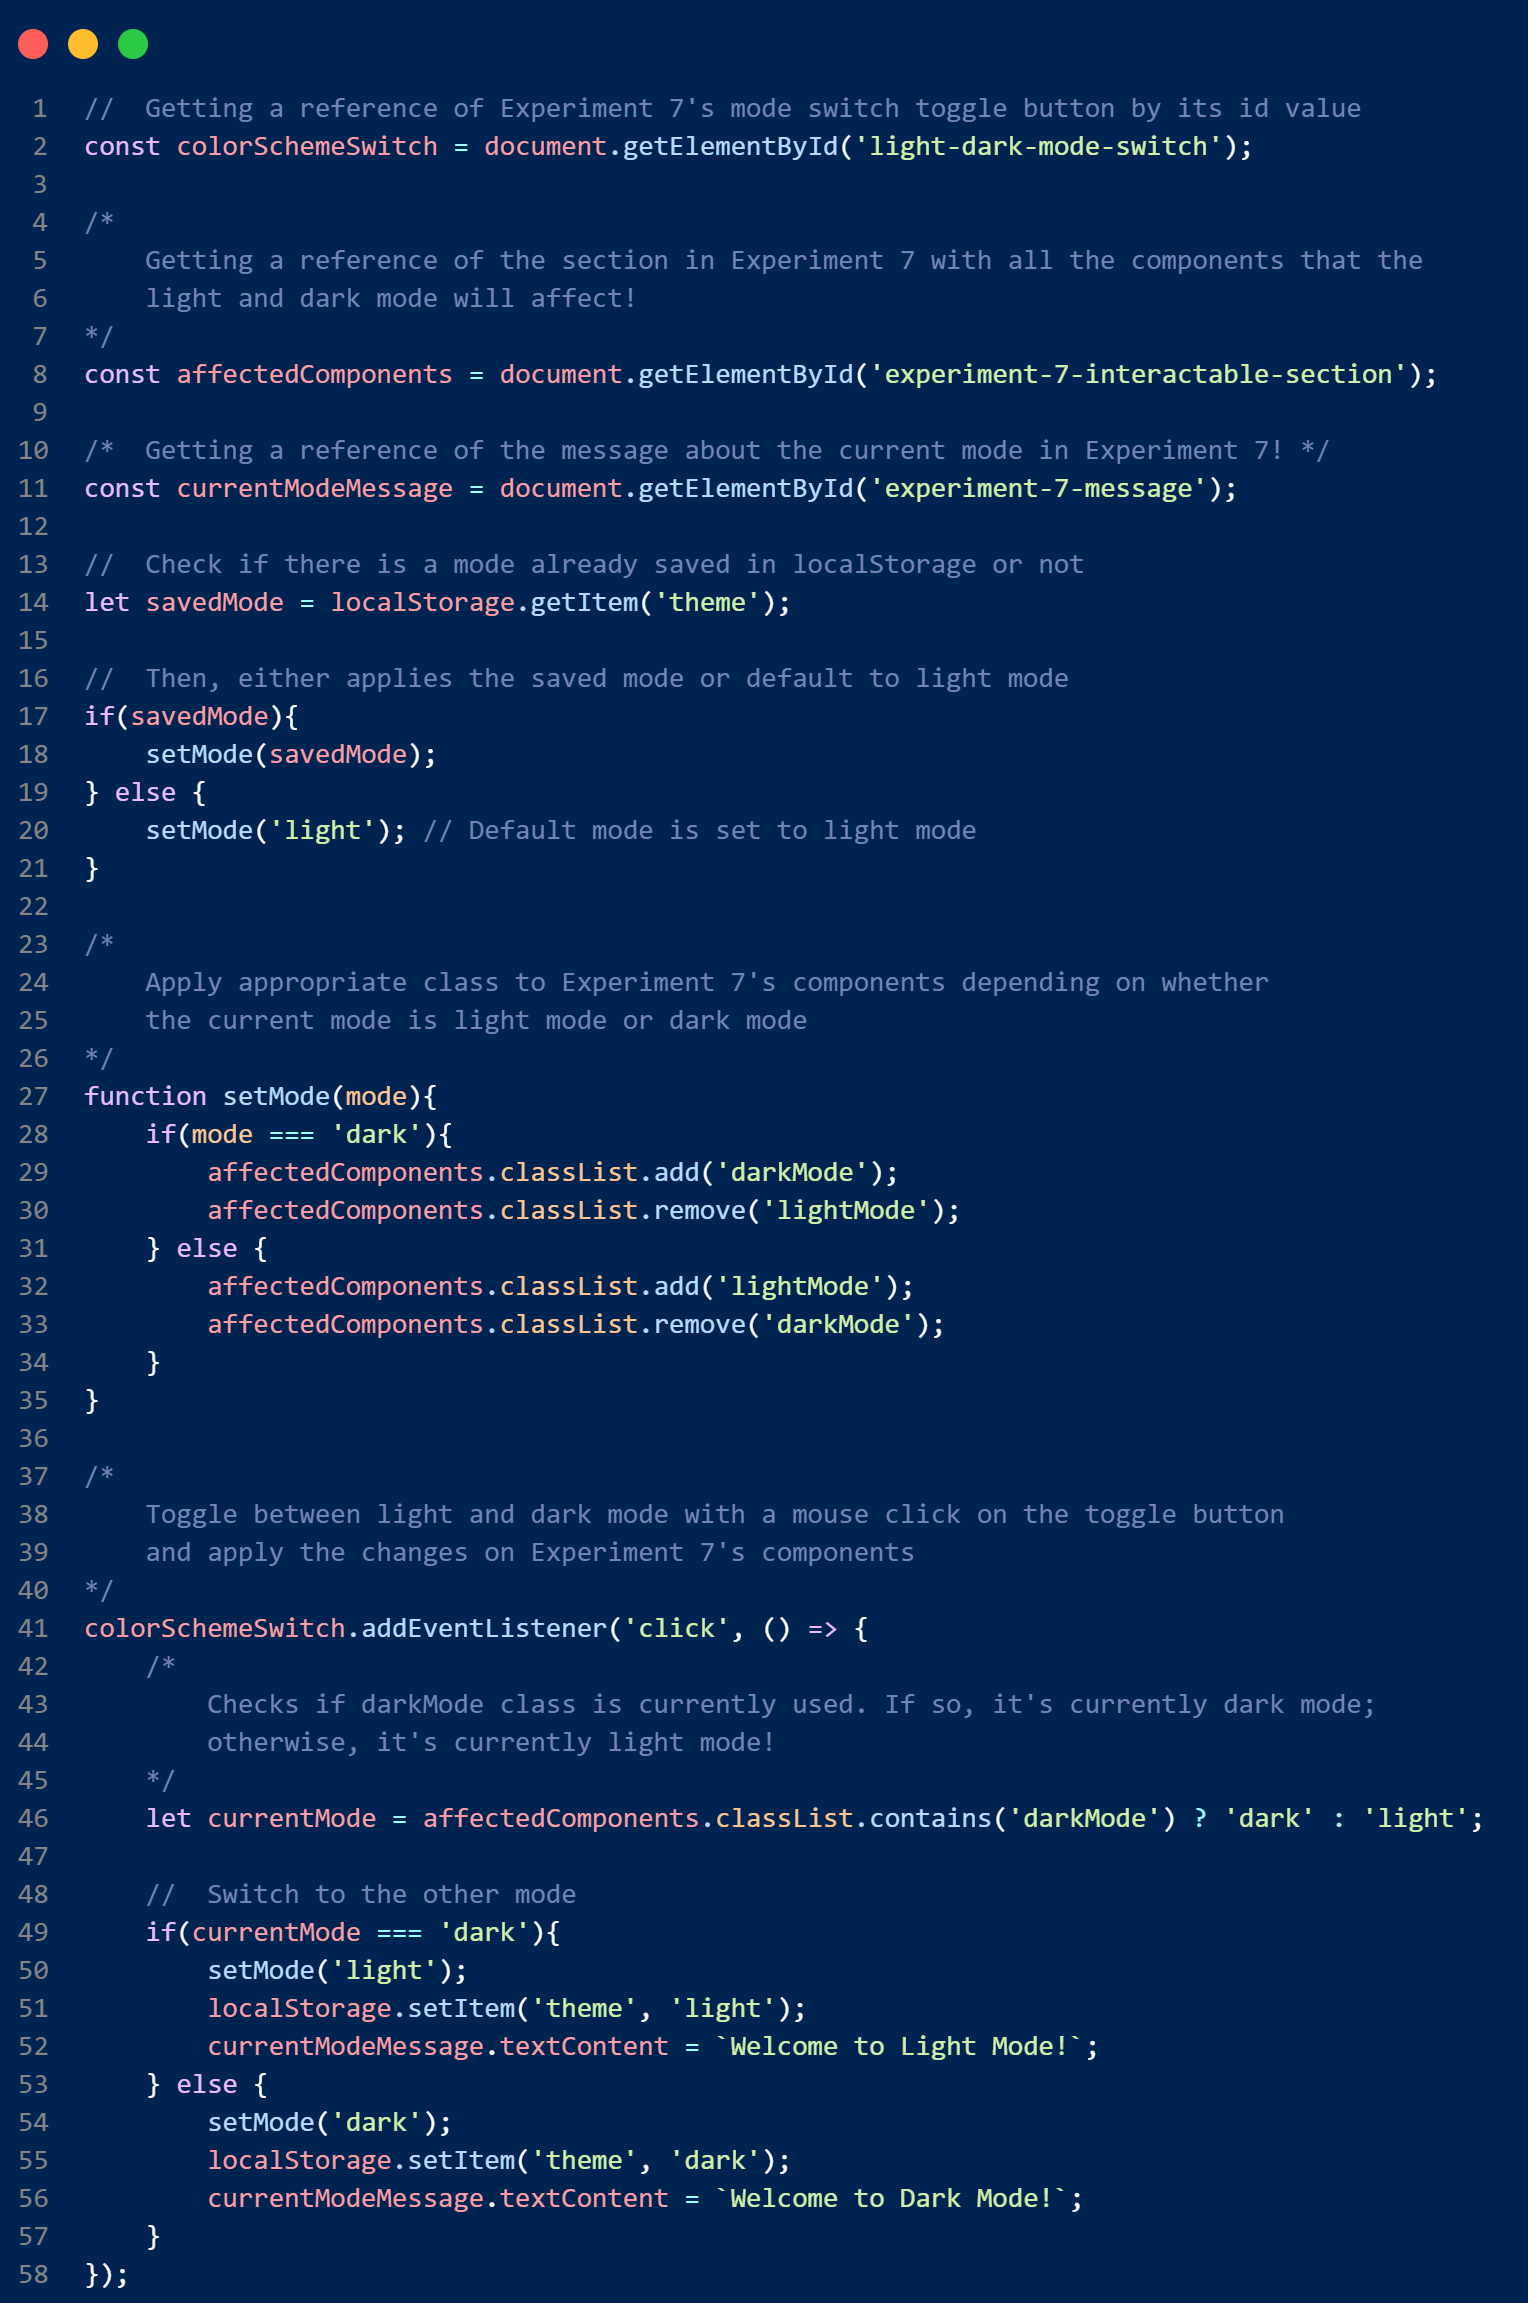 1 //  Getting a reference of Experiment 7's mode switch toggle button by its id value
2 const colorSchemeSwitch = document.getElementById('light-dark-mode-switch');
3
4 /*
5     Getting a reference of the section in Experiment 7 with all the components that the
6     light and dark mode will affect!
7 */
8 const affectedComponents = document.getElementById('experiment-7-interactable-section');
9
10 /*  Getting a reference of the message about the current mode in Experiment 7! */
11 const currentModeMessage = document.getElementById('experiment-7-message');
12
13 //  Check if there is a mode already saved in localStorage or not
14 let savedMode = localStorage.getItem('theme');
15
16 //  Then, either applies the saved mode or default to light mode
17 if(savedMode){
18     setMode(savedMode);
19 } else {
20     setMode('light'); // Default mode is set to light mode
21 }
22
23 /*
24     Apply appropriate class to Experiment 7's components depending on whether
25     the current mode is light mode or dark mode
26 */
27 function setMode(mode){
28     if(mode === 'dark'){
29         affectedComponents.classList.add('darkMode');
30         affectedComponents.classList.remove('lightMode');
31     } else {
32         affectedComponents.classList.add('lightMode');
33         affectedComponents.classList.remove('darkMode');
34     }
35 }
36
37 /*
38     Toggle between light and dark mode with a mouse click on the toggle button
39     and apply the changes on Experiment 7's components
40 */
41 colorSchemeSwitch.addEventListener('click', () => {
42     /*
43         Checks if darkMode class is currently used. If so, it's currently dark mode;
44         otherwise, it's currently light mode!
45     */
46     let currentMode = affectedComponents.classList.contains('darkMode') ? 'dark' : 'light';
47
48     //  Switch to the other mode
49     if(currentMode === 'dark'){
50         setMode('light');
51         localStorage.setItem('theme', 'light');
52         currentModeMessage.textContent = `Welcome to Light Mode!`;
53     } else {
54         setMode('dark');
55         localStorage.setItem('theme', 'dark');
56         currentModeMessage.textContent = `Welcome to Dark Mode!`;
57     }
58 });